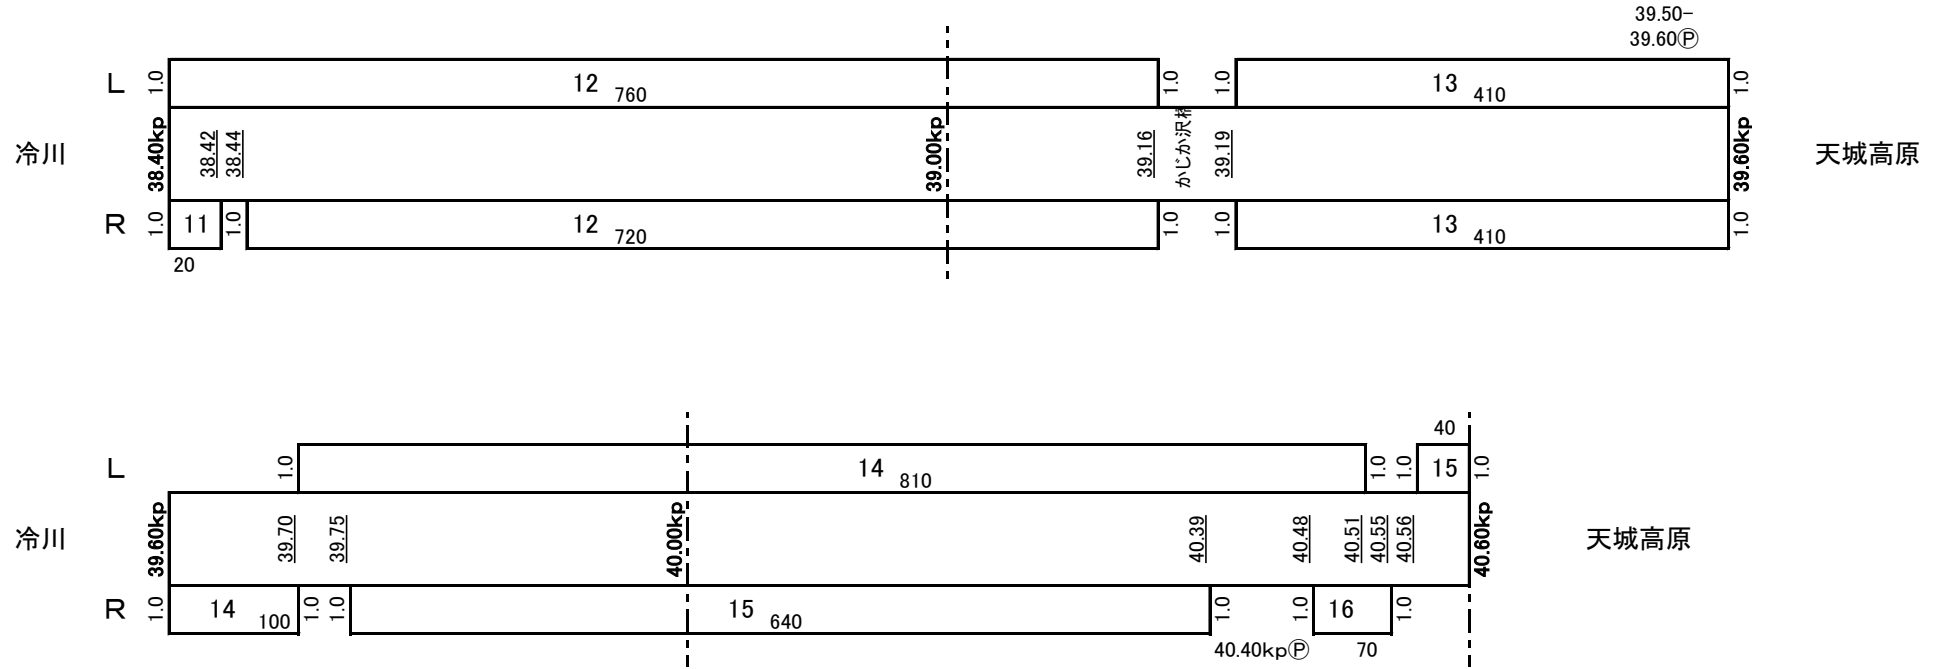 39.50-
39.60Ⓟ
L 1.0 12 760 1.0 1.0 13 410 1.0
冷川 38.40kp 38.42 38.44 39.00kp 39.16 かじか沢橋 39.19 39.60kp 天城高原
R 1.0 11 1.0 12 720 1.0 1.0 13 410 1.0
20
40
L 1.0 14 810 1.0 1.0 15 1.0
冷川 39.60kp 39.70 39.75 40.00kp 40.39 40.48 40.51 40.55 40.56 40.60kp 天城高原
R 1.0 14 100 1.0 1.0 15 640 1.0 1.0 16 1.0
40.40kpⓅ 70